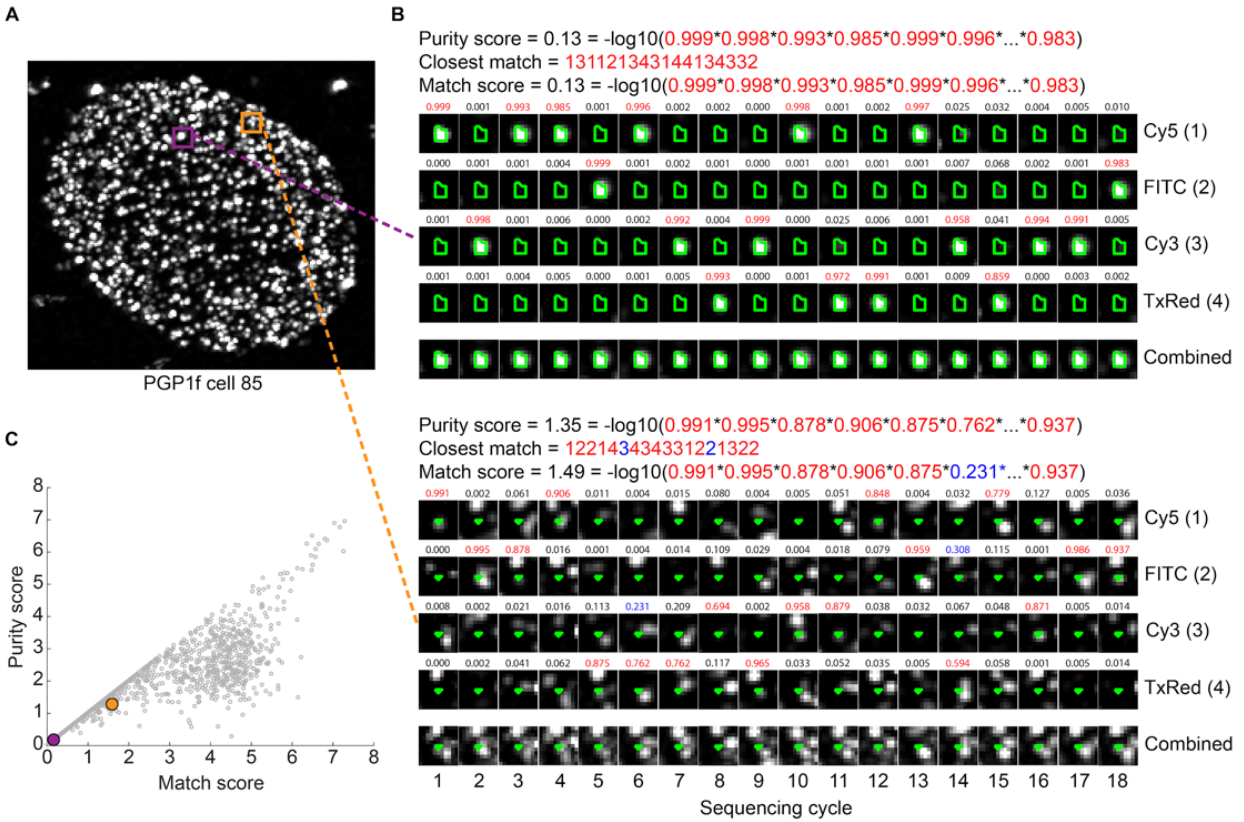 A
PGP1f cell 85
B
Purity score = 0.13 = -log10(0.999*0.998*0.993*0.985*0.999*0.996*...*0.983)
Closest match = 131121343144134332
Match score = 0.13 = -log10(0.999*0.998*0.993*0.985*0.999*0.996*...*0.983)
0.999 0.001 0.993 0.985 0.001 0.996 0.002 0.002 0.000 0.998 0.001 0.002 0.997 0.025 0.032 0.004 0.005 0.010
Cy5 (1)
0.000 0.001 0.001 0.004 0.999 0.001 0.002 0.001 0.000 0.000 0.001 0.001 0.001 0.007 0.068 0.002 0.001 0.983
FITC (2)
0.001 0.998 0.001 0.006 0.000 0.002 0.992 0.004 0.999 0.000 0.025 0.006 0.001 0.958 0.041 0.994 0.991 0.005
Cy3 (3)
0.001 0.001 0.004 0.005 0.000 0.001 0.005 0.993 0.000 0.001 0.972 0.991 0.001 0.009 0.859 0.000 0.003 0.002
TxRed (4)
Combined
Purity score = 1.35 = -log10(0.991*0.995*0.878*0.906*0.875*0.762*...*0.937)
Closest match = 122143434331221322
Match score = 1.49 = -log10(0.991*0.995*0.878*0.906*0.875*0.231*...*0.937)
0.991 0.002 0.061 0.906 0.011 0.004 0.015 0.080 0.004 0.005 0.051 0.848 0.004 0.032 0.779 0.127 0.005 0.036
Cy5 (1)
0.000 0.995 0.878 0.016 0.001 0.004 0.014 0.109 0.029 0.004 0.018 0.079 0.959 0.308 0.115 0.001 0.986 0.937
FITC (2)
0.008 0.002 0.021 0.016 0.113 0.231 0.209 0.694 0.002 0.958 0.879 0.038 0.032 0.067 0.048 0.871 0.005 0.014
Cy3 (3)
0.000 0.002 0.041 0.062 0.875 0.762 0.762 0.117 0.965 0.033 0.052 0.035 0.005 0.594 0.058 0.001 0.005 0.014
TxRed (4)
Combined
1 2 3 4 5 6 7 8 9 10 11 12 13 14 15 16 17 18
Sequencing cycle
C
Purity score
8
7
6
5
4
3
2
1
0
0 1 2 3 4 5 6 7 8
Match score